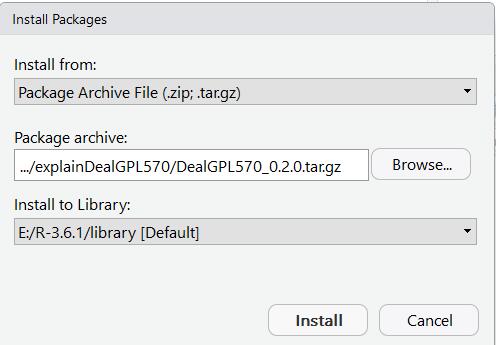 Install Packages
Install from:
Package Archive File (.zip; .tar.gz)
Package archive:
.../explainDealGPL570/DealGPL570_0.2.0.tar.gz
Browse...
Install to Library:
E:/R-3.6.1/library [Default]
Install
Cancel